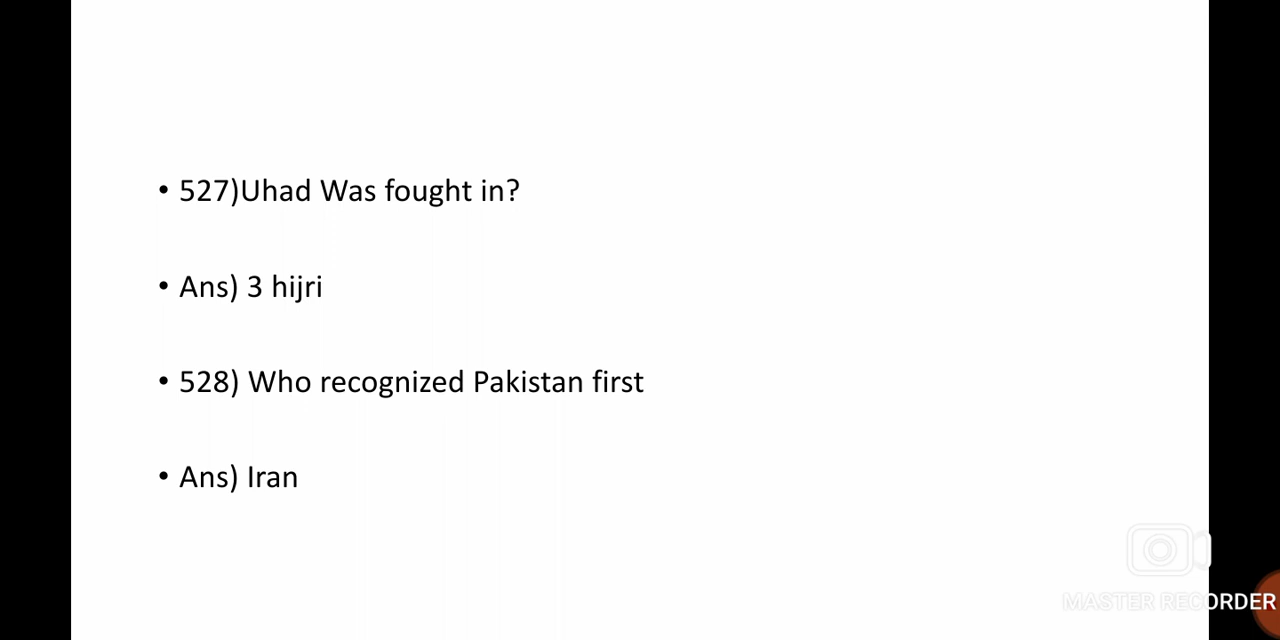 • 527)Uhad Was fought in?
• Ans) 3 hijri
• 528) Who recognized Pakistan first
• Ans) Iran
MASTER RECORDER